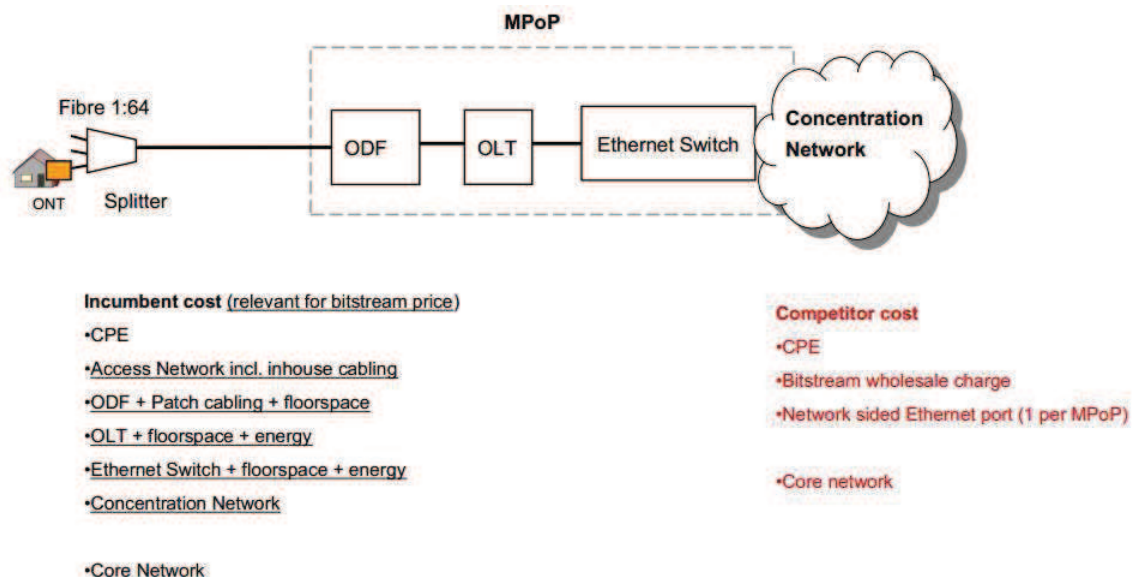 MPoP
Fibre 1:64
ODF
OLT
Ethernet Switch
Concentration
Network
ONT
Splitter
Incumbent cost (relevant for bitstream price)
•CPE
•Access Network incl. inhouse cabling
•ODF + Patch cabling + floorspace
•OLT + floorspace + energy
•Ethernet Switch + floorspace + energy
•Concentration Network
•Core Network
Competitor cost
•CPE
•Bitstream wholesale charge
•Network sided Ethernet port (1 per MPoP)
•Core network